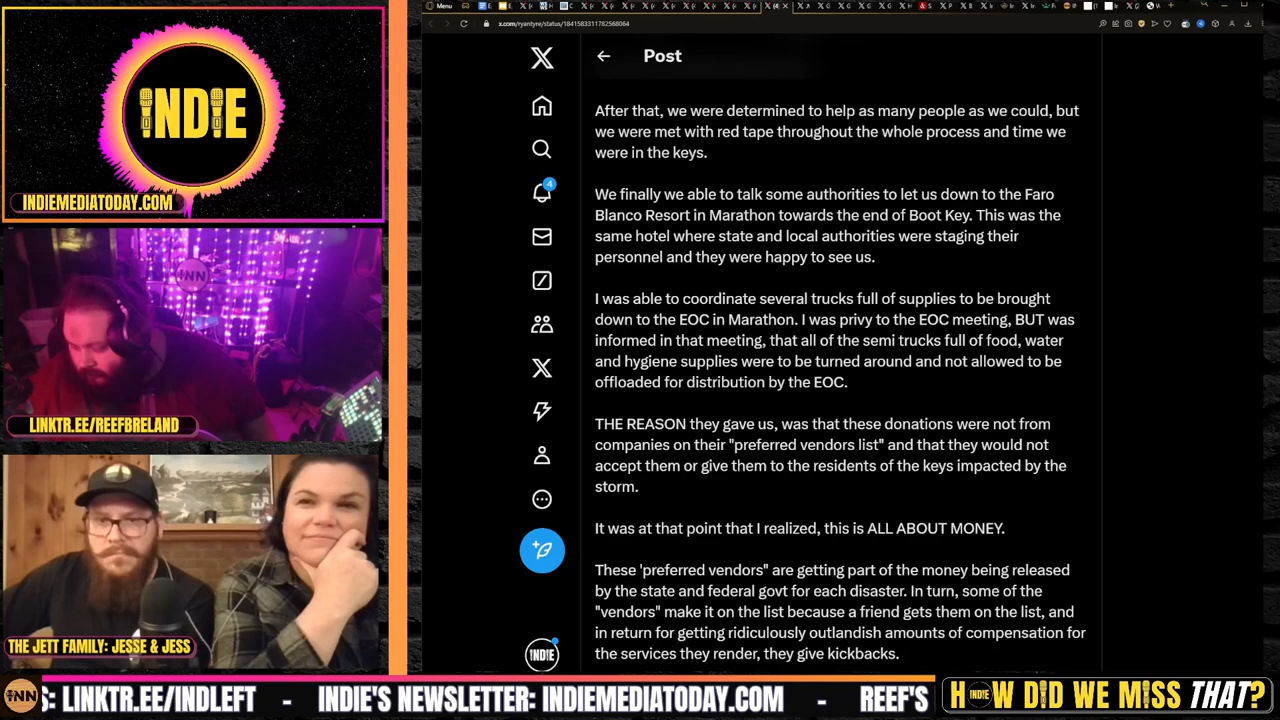 INDIE
INDIEMEDIATODAY.COM
INN
LINKTR.EE/REEFBRELAND
THE JETT FAMILY: JESSE & JESS
Menu
x.com/ryantyre/status/1841583311782568064
Post
4
After that, we were determined to help as many people as we could, but
we were met with red tape throughout the whole process and time we
were in the keys.
We finally we able to talk some authorities to let us down to the Faro
Blanco Resort in Marathon towards the end of Boot Key. This was the
same hotel where state and local authorities were staging their
personnel and they were happy to see us.
I was able to coordinate several trucks full of supplies to be brought
down to the EOC in Marathon. I was privy to the EOC meeting, BUT was
informed in that meeting, that all of the semi trucks full of food, water
and hygiene supplies were to be turned around and not allowed to be
offloaded for distribution by the EOC.
THE REASON they gave us, was that these donations were not from
companies on their "preferred vendors list" and that they would not
accept them or give them to the residents of the keys impacted by the
storm.
It was at that point that I realized, this is ALL ABOUT MONEY.
These 'preferred vendors" are getting part of the money being released
by the state and federal govt for each disaster. In turn, some of the
"vendors" make it on the list because a friend gets them on the list, and
in return for getting ridiculously outlandish amounts of compensation for
the services they render, they give kickbacks.
INDIE
INN
S: LINKTR.EE/INDLEFT - INDIE'S NEWSLETTER: INDIEMEDIATODAY.COM - REEF'S
HOW DID WE MISS THAT?
INDIE